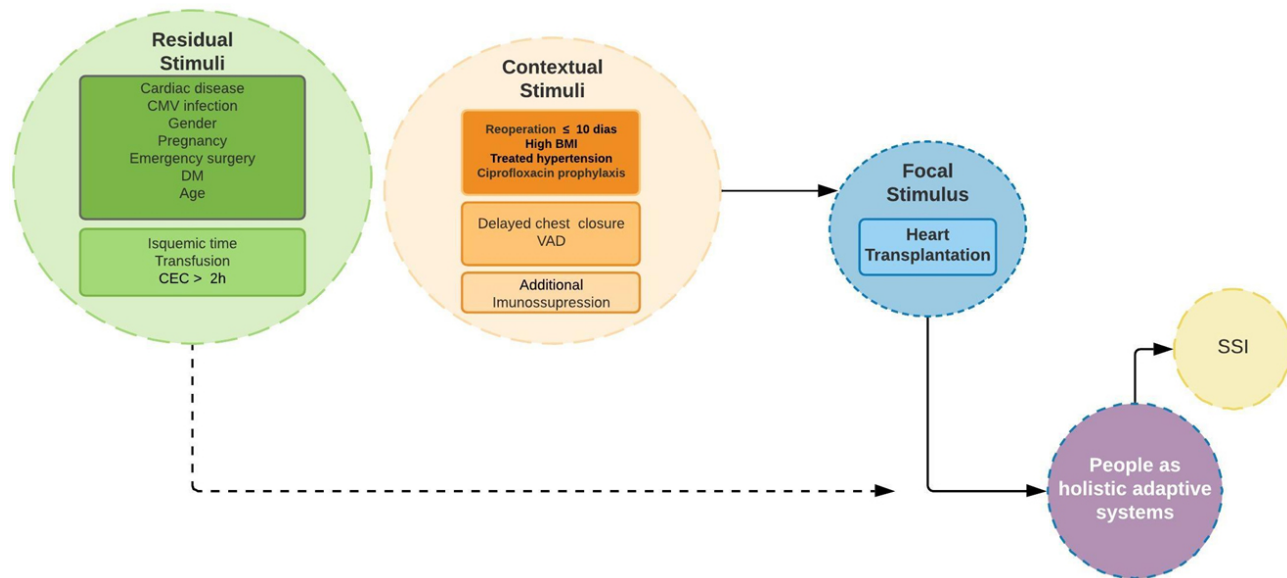 Residual
Stimuli
Cardiac disease
CMV infection
Gender
Pregnancy
Emergency surgery
DM
Age
Isquemic time
Transfusion
CEC > 2h
Contextual
Stimuli
Reoperation ≤ 10 dias
High BMI
Treated hypertension
Ciprofloxacin prophylaxis
Delayed chest closure
VAD
Additional
Imunossupression
Focal
Stimulus
Heart
Transplantation
SSI
People as
holistic adaptive
systems